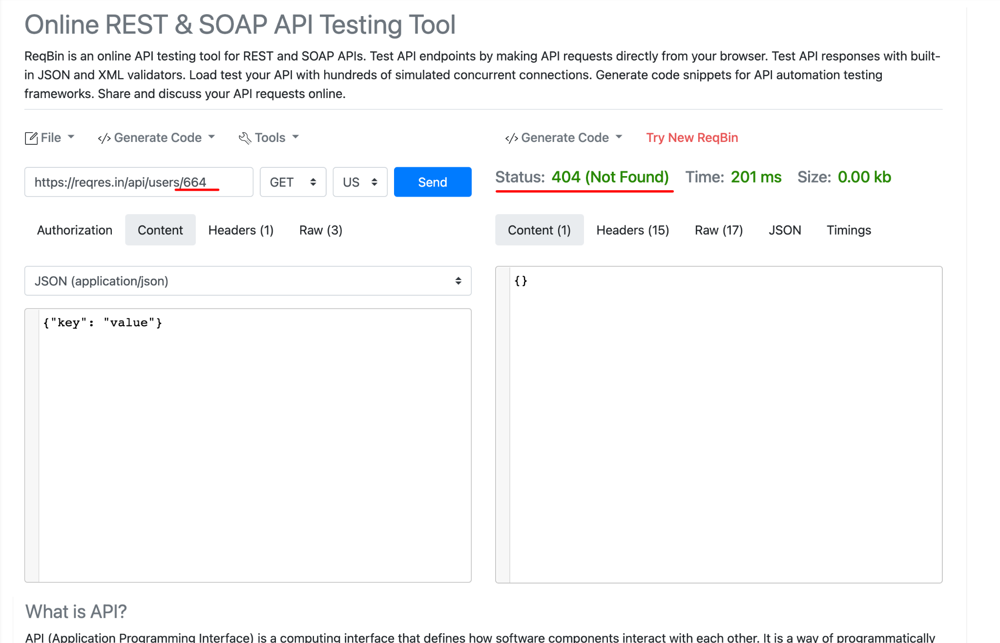 Online REST & SOAP API Testing Tool
ReqBin is an online API testing tool for REST and SOAP APIs. Test API endpoints by making API requests directly from your browser. Test API responses with built-
in JSON and XML validators. Load test your API with hundreds of simulated concurrent connections. Generate code snippets for API automation testing
frameworks. Share and discuss your API requests online.
File </> Generate Code Tools
</> Generate Code Try New ReqBin
https://reqres.in/api/users/664 GET US Send
Status: 404 (Not Found) Time: 201 ms Size: 0.00 kb
Authorization Content Headers (1) Raw (3)
Content (1) Headers (15) Raw (17) JSON Timings
JSON (application/json)
{"key": "value"}
{}
What is API?
API (Application Programming Interface) is a computing interface that defines how software components interact with each other. It is a way of programmatically